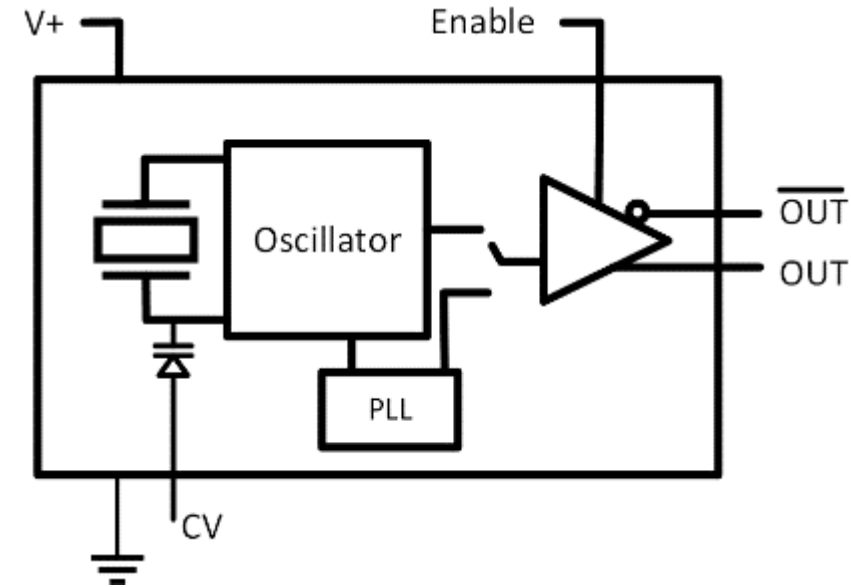 V+
Enable
Oscillator
OUT
OUT
PLL
CV